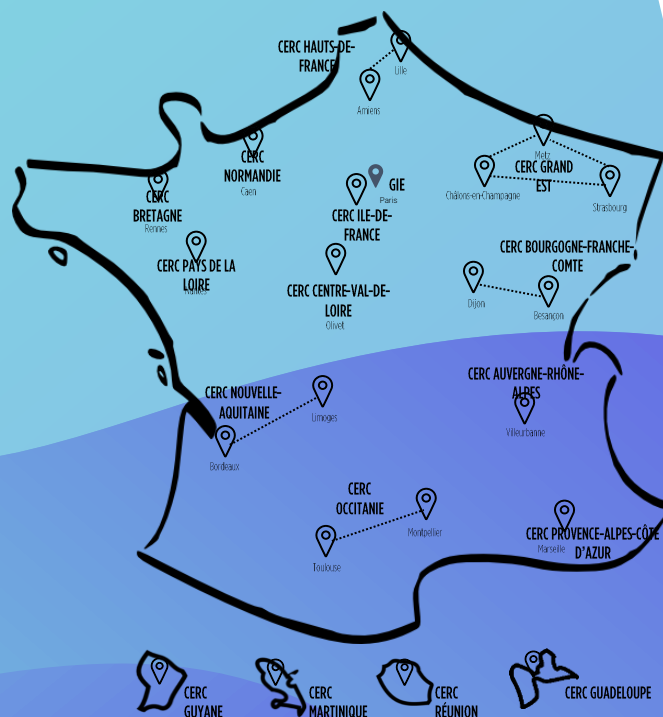 CERC HAUTS-DE-
FRANCE
Lille
Amiens
CERC
NORMANDIE
Caen
Metz
CERC GRAND
EST
Châlons-en-Champagne
Strasbourg
GIE
Paris
CERC
BRETAGNE
Rennes
CERC ILE-DE-
FRANCE
CERC PAYS DE LA
LOIRE
Nantes
CERC BOURGOGNE-FRANCHE-
COMTE
Dijon
Besançon
CERC CENTRE-VAL-DE-
LOIRE
Olivet
CERC NOUVELLE-
AQUITAINE
Limoges
Bordeaux
CERC AUVERGNE-RHÔNE-
ALPES
Villeurbanne
CERC
OCCITANIE
Montpellier
Toulouse
CERC PROVENCE-ALPES-CÔTE
D'AZUR
Marseille
CERC
GUYANE
CERC
MARTINIQUE
CERC
RÉUNION
CERC GUADELOUPE